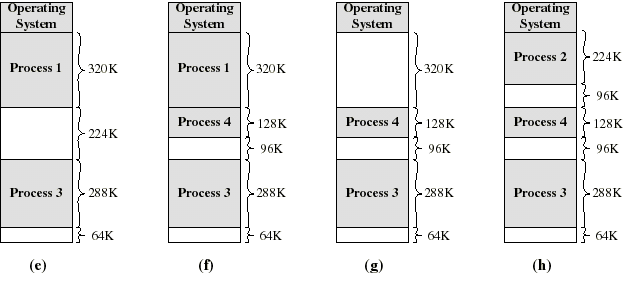 Operating System
Process 1
320K
224K
Process 3
288K
64K
(e)
Operating System
Process 1
320K
Process 4
128K
96K
Process 3
288K
64K
(f)
Operating System
320K
Process 4
128K
96K
Process 3
288K
64K
(g)
Operating System
Process 2
224K
96K
Process 4
128K
96K
Process 3
288K
64K
(h)